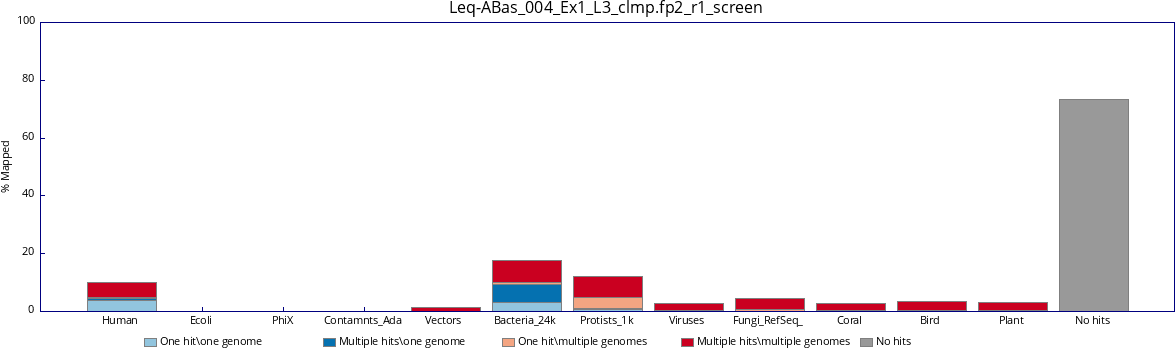 Leq-ABas_004_Ex1_L3_clmp.fp2_r1_screen
100
80
60
40
20
0
% Mapped
Human Ecoli PhiX Contamnts_Ada Vectors Bacteria_24k Protists_1k Viruses Fungi_RefSeq_ Coral Bird Plant No hits
One hit\one genome Multiple hits\one genome One hit\multiple genomes Multiple hits\multiple genomes No hits